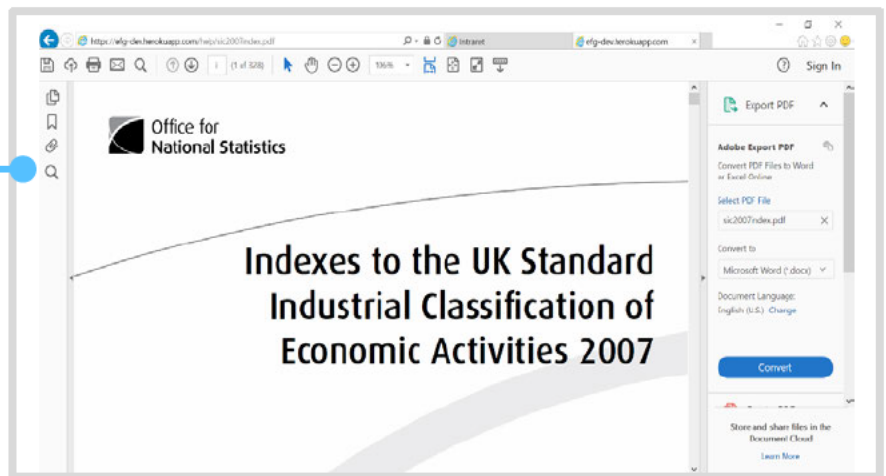 https://efg-dev.herokuapp.com/help/sic2007index.pdf
Intranet
efg-dev.herokuapp.com
(1 of 328)
106%
Sign In
Office for
National Statistics
Indexes to the UK Standard
Industrial Classification of
Economic Activities 2007
Export PDF
Adobe Export PDF
Convert PDF Files to Word
or Excel Online
Select PDF File
sic2007index.pdf
Convert to
Microsoft Word (*.docx)
Document Language:
English (U.S.) Change
Convert
Store and share files in the
Document Cloud
Learn More